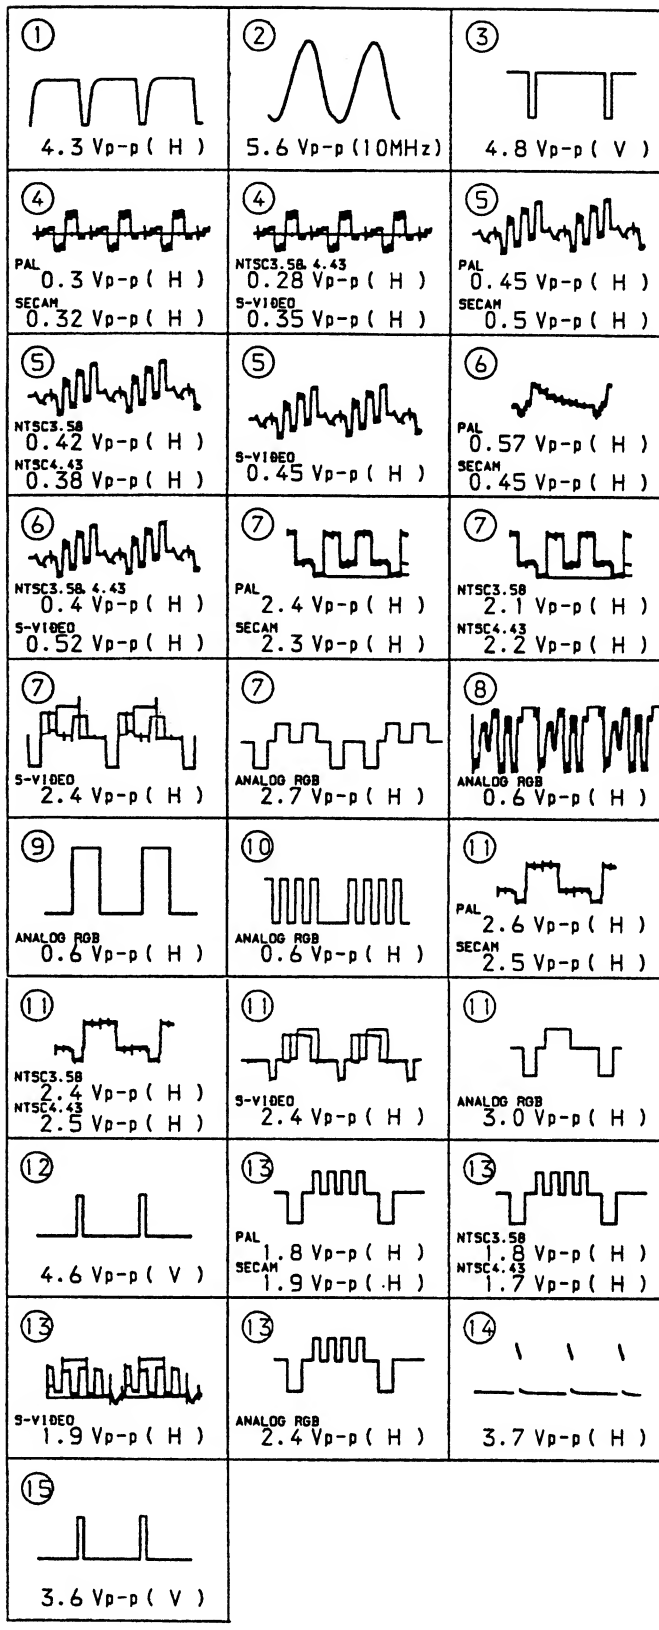 ①
4.3 Vp-p ( H )
②
5.6 Vp-p (10MHz)
③
4.8 Vp-p ( V )
④
PAL
0.3 Vp-p ( H )
SECAM
0.32 Vp-p ( H )
④
NTSC3.58, 4.43
0.28 Vp-p ( H )
S-VIDEO
0.35 Vp-p ( H )
⑤
PAL
0.45 Vp-p ( H )
SECAM
0.5 Vp-p ( H )
⑤
NTSC3.58
0.42 Vp-p ( H )
NTSC4.43
0.38 Vp-p ( H )
⑤
S-VIDEO
0.45 Vp-p ( H )
⑥
PAL
0.57 Vp-p ( H )
SECAM
0.45 Vp-p ( H )
⑥
NTSC3.58, 4.43
0.4 Vp-p ( H )
S-VIDEO
0.52 Vp-p ( H )
⑦
PAL
2.4 Vp-p ( H )
SECAM
2.3 Vp-p ( H )
⑦
NTSC3.58
2.1 Vp-p ( H )
NTSC4.43
2.2 Vp-p ( H )
⑦
S-VIDEO
2.4 Vp-p ( H )
⑦
ANALOG RGB
2.7 Vp-p ( H )
⑧
ANALOG RGB
0.6 Vp-p ( H )
⑨
ANALOG RGB
0.6 Vp-p ( H )
⑩
ANALOG RGB
0.6 Vp-p ( H )
⑪
PAL
2.6 Vp-p ( H )
SECAM
2.5 Vp-p ( H )
⑪
NTSC3.58
2.4 Vp-p ( H )
NTSC4.43
2.5 Vp-p ( H )
⑪
S-VIDEO
2.4 Vp-p ( H )
⑪
ANALOG RGB
3.0 Vp-p ( H )
⑫
4.6 Vp-p ( V )
⑬
PAL
1.8 Vp-p ( H )
SECAM
1.9 Vp-p ( H )
⑬
NTSC3.58
1.8 Vp-p ( H )
NTSC4.43
1.7 Vp-p ( H )
⑬
S-VIDEO
1.9 Vp-p ( H )
⑬
ANALOG RGB
2.4 Vp-p ( H )
⑭
3.7 Vp-p ( H )
⑮
3.6 Vp-p ( V )